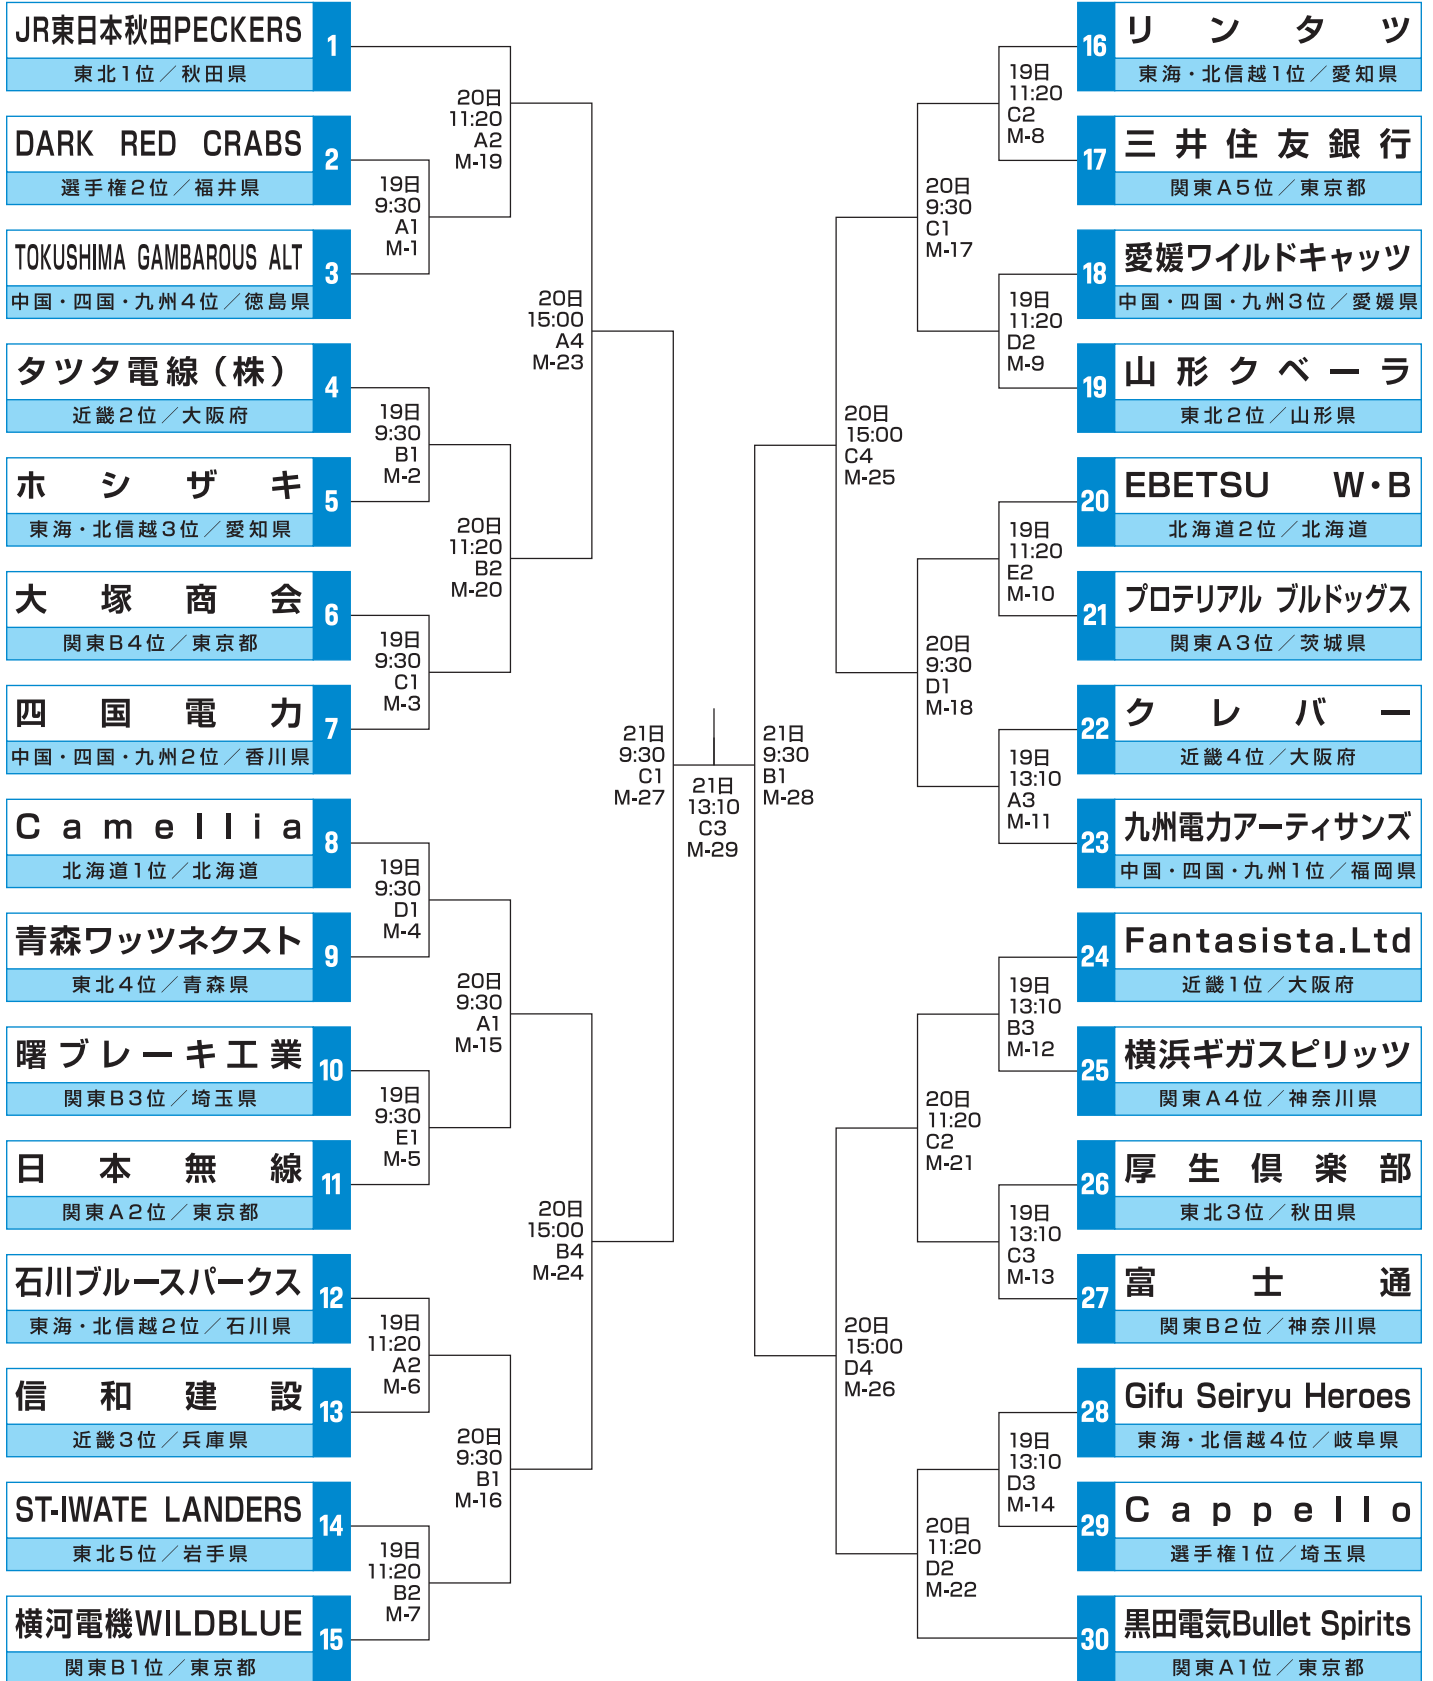 JR東日本秋田PECKERS
東北1位／秋田県
1
DARK RED CRABS
選手権2位／福井県
2
TOKUSHIMA GAMBAROUS ALT
中国・四国・九州4位／徳島県
3
タツタ電線（株）
近畿2位／大阪府
4
ホシザキ
東海・北信越3位／愛知県
5
大塚商会
関東B4位／東京都
6
四国電力
中国・四国・九州2位／香川県
7
Camellia
北海道1位／北海道
8
青森ワッツネクスト
東北4位／青森県
9
曙ブレーキ工業
関東B3位／埼玉県
10
日本無線
関東A2位／東京都
11
石川ブルースパークス
東海・北信越2位／石川県
12
信和建設
近畿3位／兵庫県
13
ST-IWATE LANDERS
東北5位／岩手県
14
横河電機WILDBLUE
関東B1位／東京都
15
19日
9:30
A1
M-1
19日
9:30
B1
M-2
19日
9:30
C1
M-3
19日
9:30
D1
M-4
19日
9:30
E1
M-5
19日
11:20
A2
M-6
19日
11:20
B2
M-7
20日
11:20
A2
M-19
20日
11:20
B2
M-20
20日
9:30
A1
M-15
20日
9:30
B1
M-16
20日
15:00
A4
M-23
20日
15:00
B4
M-24
21日
9:30
C1
M-27
21日
13:10
C3
M-29
21日
9:30
B1
M-28
20日
15:00
C4
M-25
20日
15:00
D4
M-26
20日
9:30
C1
M-17
20日
9:30
D1
M-18
20日
11:20
C2
M-21
20日
11:20
D2
M-22
19日
11:20
C2
M-8
19日
11:20
D2
M-9
19日
11:20
E2
M-10
19日
13:10
A3
M-11
19日
13:10
B3
M-12
19日
13:10
C3
M-13
19日
13:10
D3
M-14
16
リンタツ
東海・北信越1位／愛知県
17
三井住友銀行
関東A5位／東京都
18
愛媛ワイルドキャッツ
中国・四国・九州3位／愛媛県
19
山形クベーラ
東北2位／山形県
20
EBETSU W・B
北海道2位／北海道
21
プロテリアル ブルドッグス
関東A3位／茨城県
22
クレバー
近畿4位／大阪府
23
九州電力アーティサンズ
中国・四国・九州1位／福岡県
24
Fantasista.Ltd
近畿1位／大阪府
25
横浜ギガスピリッツ
関東A4位／神奈川県
26
厚生倶楽部
東北3位／秋田県
27
富士通
関東B2位／神奈川県
28
Gifu Seiryu Heroes
東海・北信越4位／岐阜県
29
Cappello
選手権1位／埼玉県
30
黒田電気Bullet Spirits
関東A1位／東京都